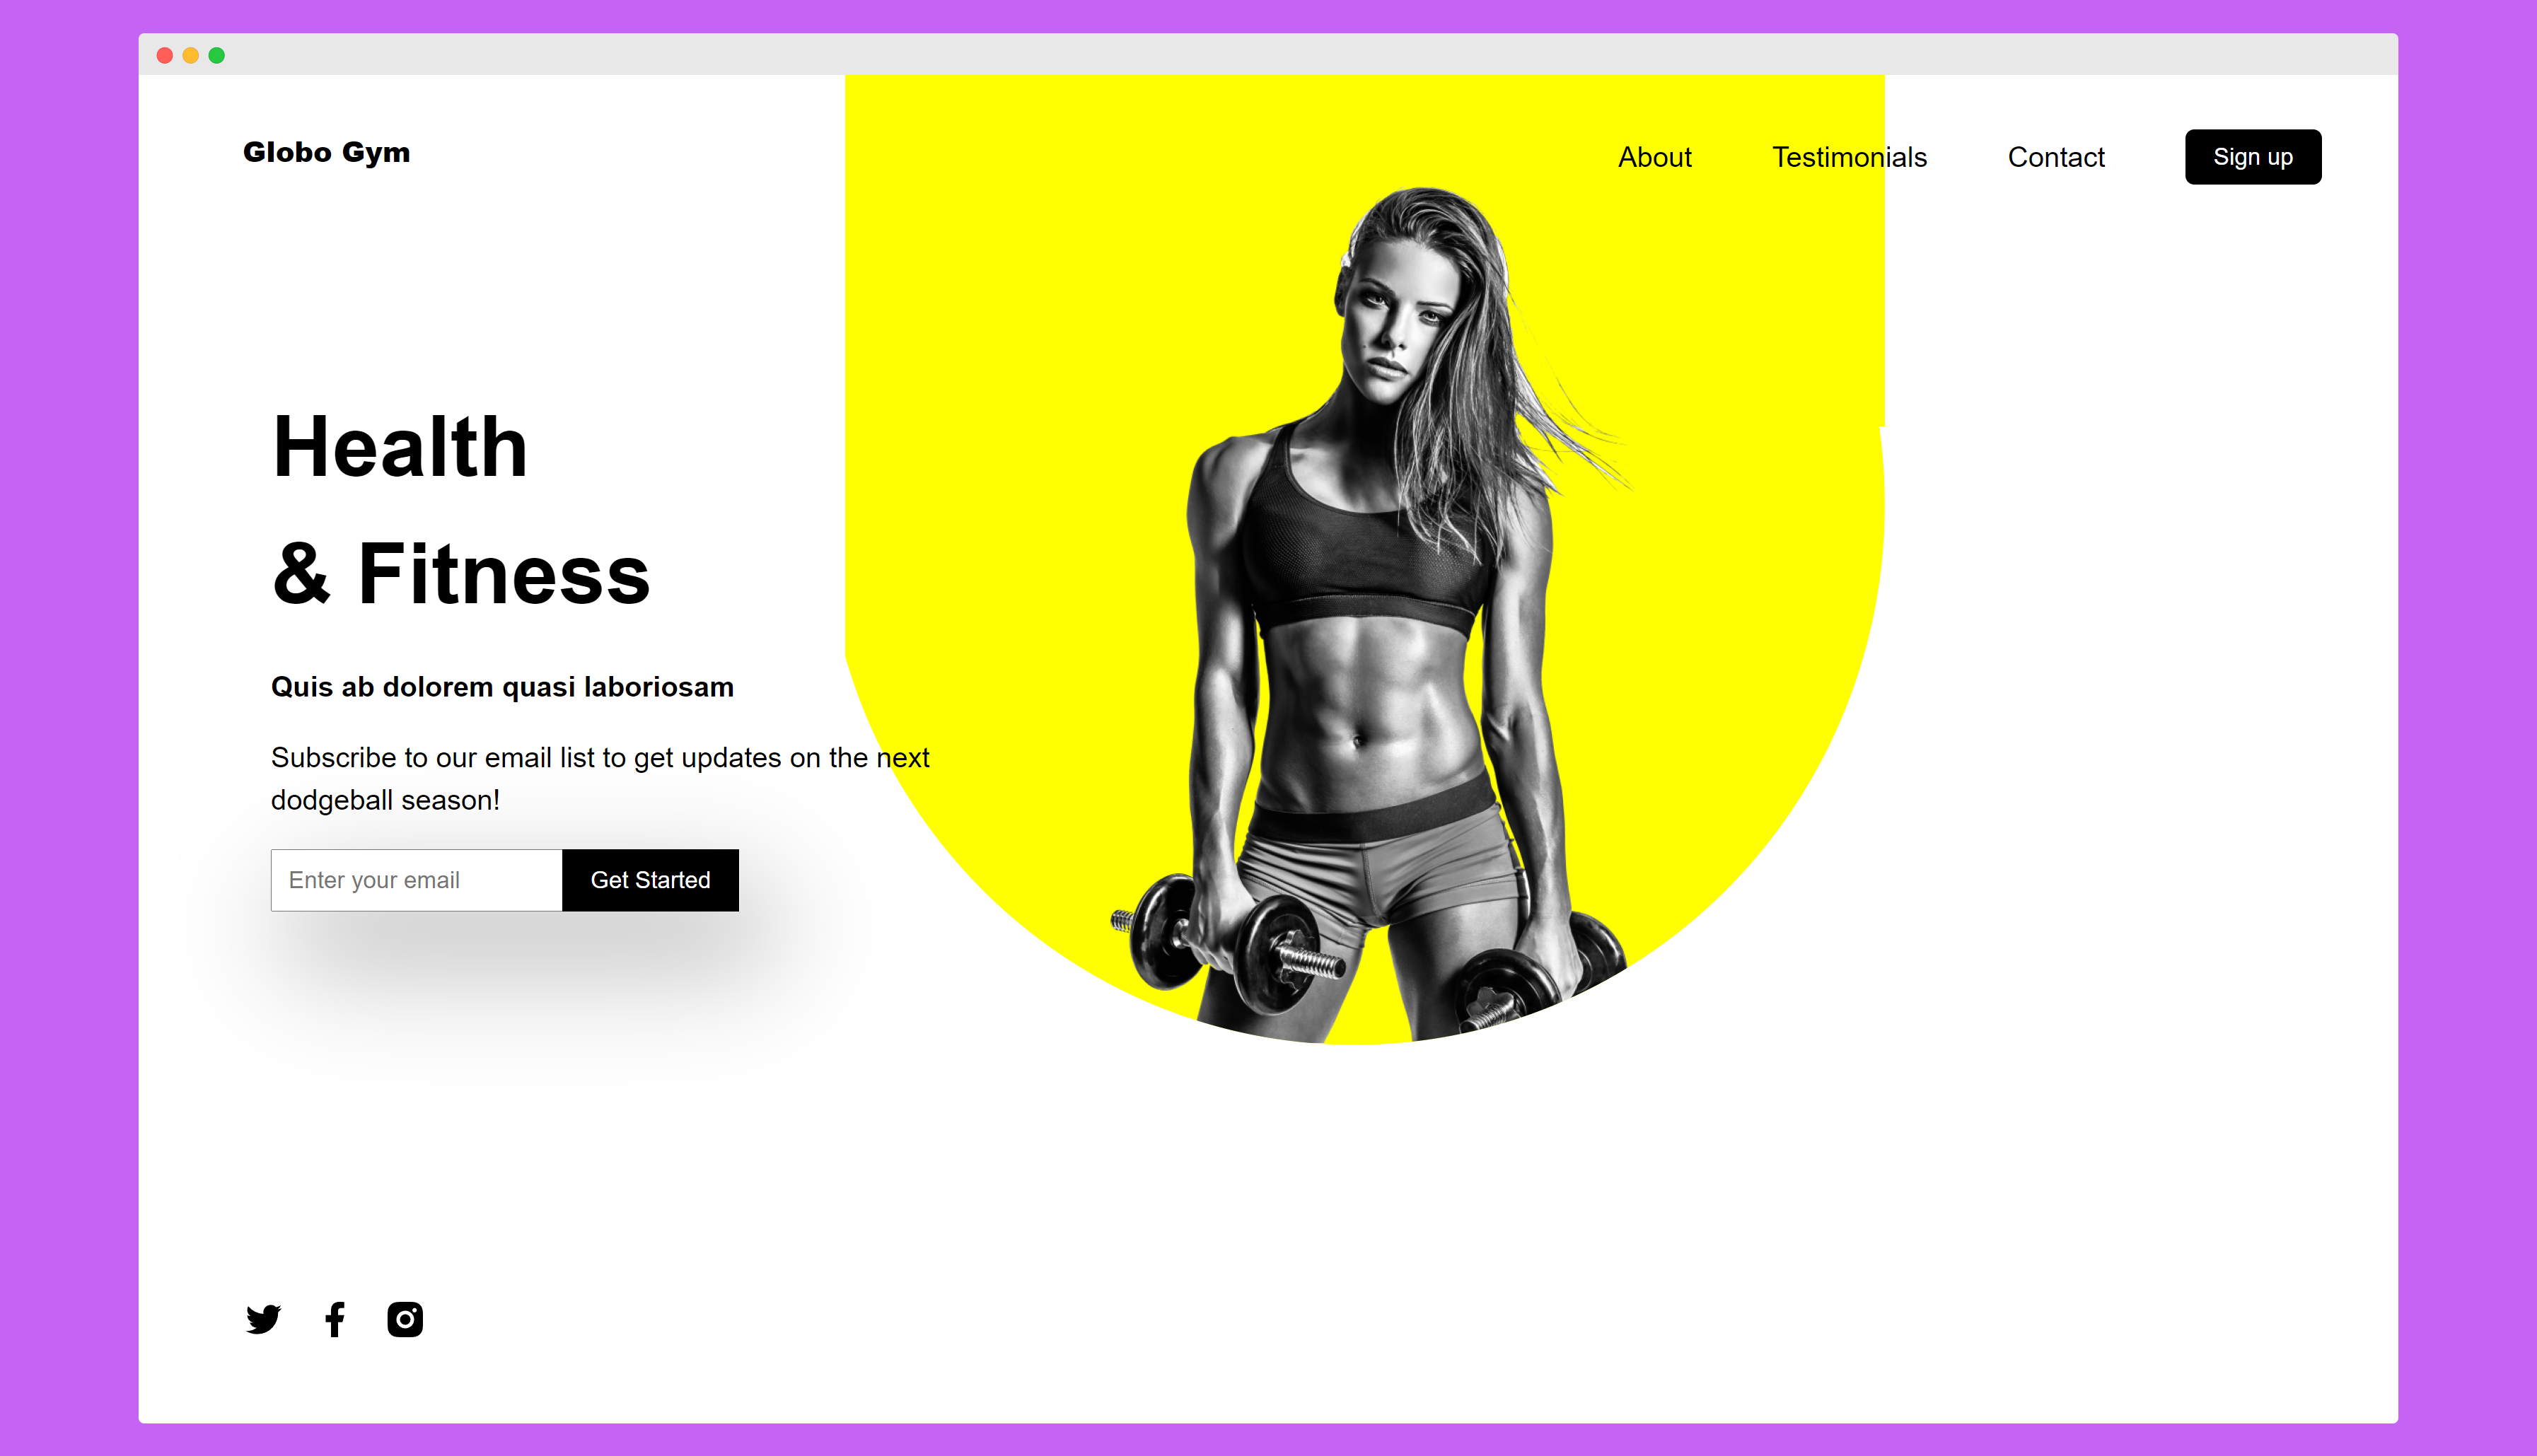 Globo Gym
About
Testimonials
Contact
Sign up
Health
& Fitness
Quis ab dolorem quasi laboriosam
Subscribe to our email list to get updates on the next
dodgeball season!
Enter your email
Get Started